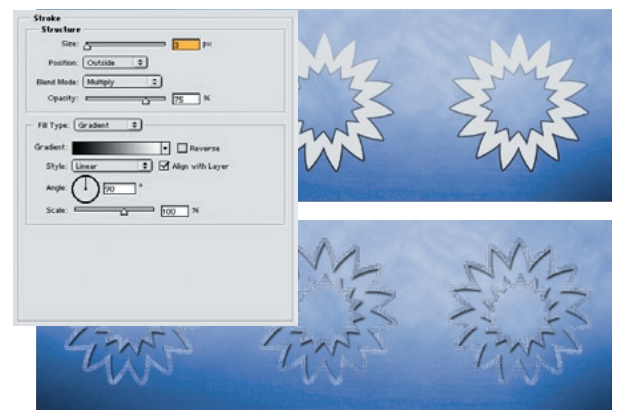 Stroke
Structure
Size: 3 px
Position: Outside
Blend Mode: Multiply
Opacity: 75 %
Fill Type: Gradient
Gradient: Reverse
Style: Linear Align with Layer
Angle: 90 °
Scale: 100 %